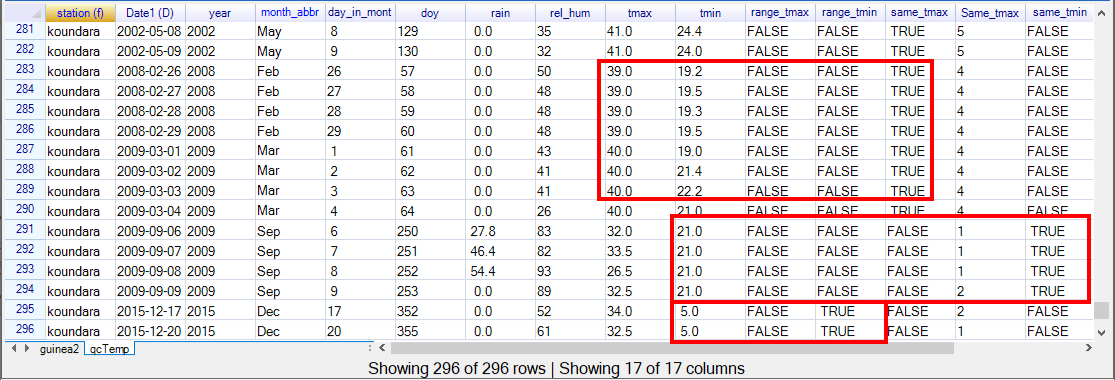 station (f) Date1 (D) year month_abbr day_in_mont doy rain rel_hum tmax tmin range_tmax range_tmin same_tmax Same_tmax same_tmin
281 koundara 2002-05-08 2002 May 8 129 0.0 35 41.0 24.4 FALSE FALSE TRUE 5 FALSE
282 koundara 2002-05-09 2002 May 9 130 0.0 32 41.0 24.0 FALSE FALSE TRUE 5 FALSE
283 koundara 2008-02-26 2008 Feb 26 57 0.0 50 39.0 19.2 FALSE FALSE TRUE 4 FALSE
284 koundara 2008-02-27 2008 Feb 27 58 0.0 48 39.0 19.5 FALSE FALSE TRUE 4 FALSE
285 koundara 2008-02-28 2008 Feb 28 59 0.0 48 39.0 19.3 FALSE FALSE TRUE 4 FALSE
286 koundara 2008-02-29 2008 Feb 29 60 0.0 48 39.0 19.5 FALSE FALSE TRUE 4 FALSE
287 koundara 2009-03-01 2009 Mar 1 61 0.0 43 40.0 19.0 FALSE FALSE TRUE 4 FALSE
288 koundara 2009-03-02 2009 Mar 2 62 0.0 41 40.0 21.4 FALSE FALSE TRUE 4 FALSE
289 koundara 2009-03-03 2009 Mar 3 63 0.0 41 40.0 22.2 FALSE FALSE TRUE 4 FALSE
290 koundara 2009-03-04 2009 Mar 4 64 0.0 26 40.0 21.0 FALSE FALSE TRUE 4 FALSE
291 koundara 2009-09-06 2009 Sep 6 250 27.8 83 32.0 21.0 FALSE FALSE FALSE 1 TRUE
292 koundara 2009-09-07 2009 Sep 7 251 46.4 82 33.5 21.0 FALSE FALSE FALSE 1 TRUE
293 koundara 2009-09-08 2009 Sep 8 252 54.4 93 26.5 21.0 FALSE FALSE FALSE 1 TRUE
294 koundara 2009-09-09 2009 Sep 9 253 0.0 89 32.5 21.0 FALSE FALSE FALSE 2 TRUE
295 koundara 2015-12-17 2015 Dec 17 352 0.0 52 34.0 5.0 FALSE TRUE FALSE 2 FALSE
296 koundara 2015-12-20 2015 Dec 20 355 0.0 61 32.5 5.0 FALSE TRUE FALSE 1 FALSE
guinea2 qcTemp
Showing 296 of 296 rows | Showing 17 of 17 columns